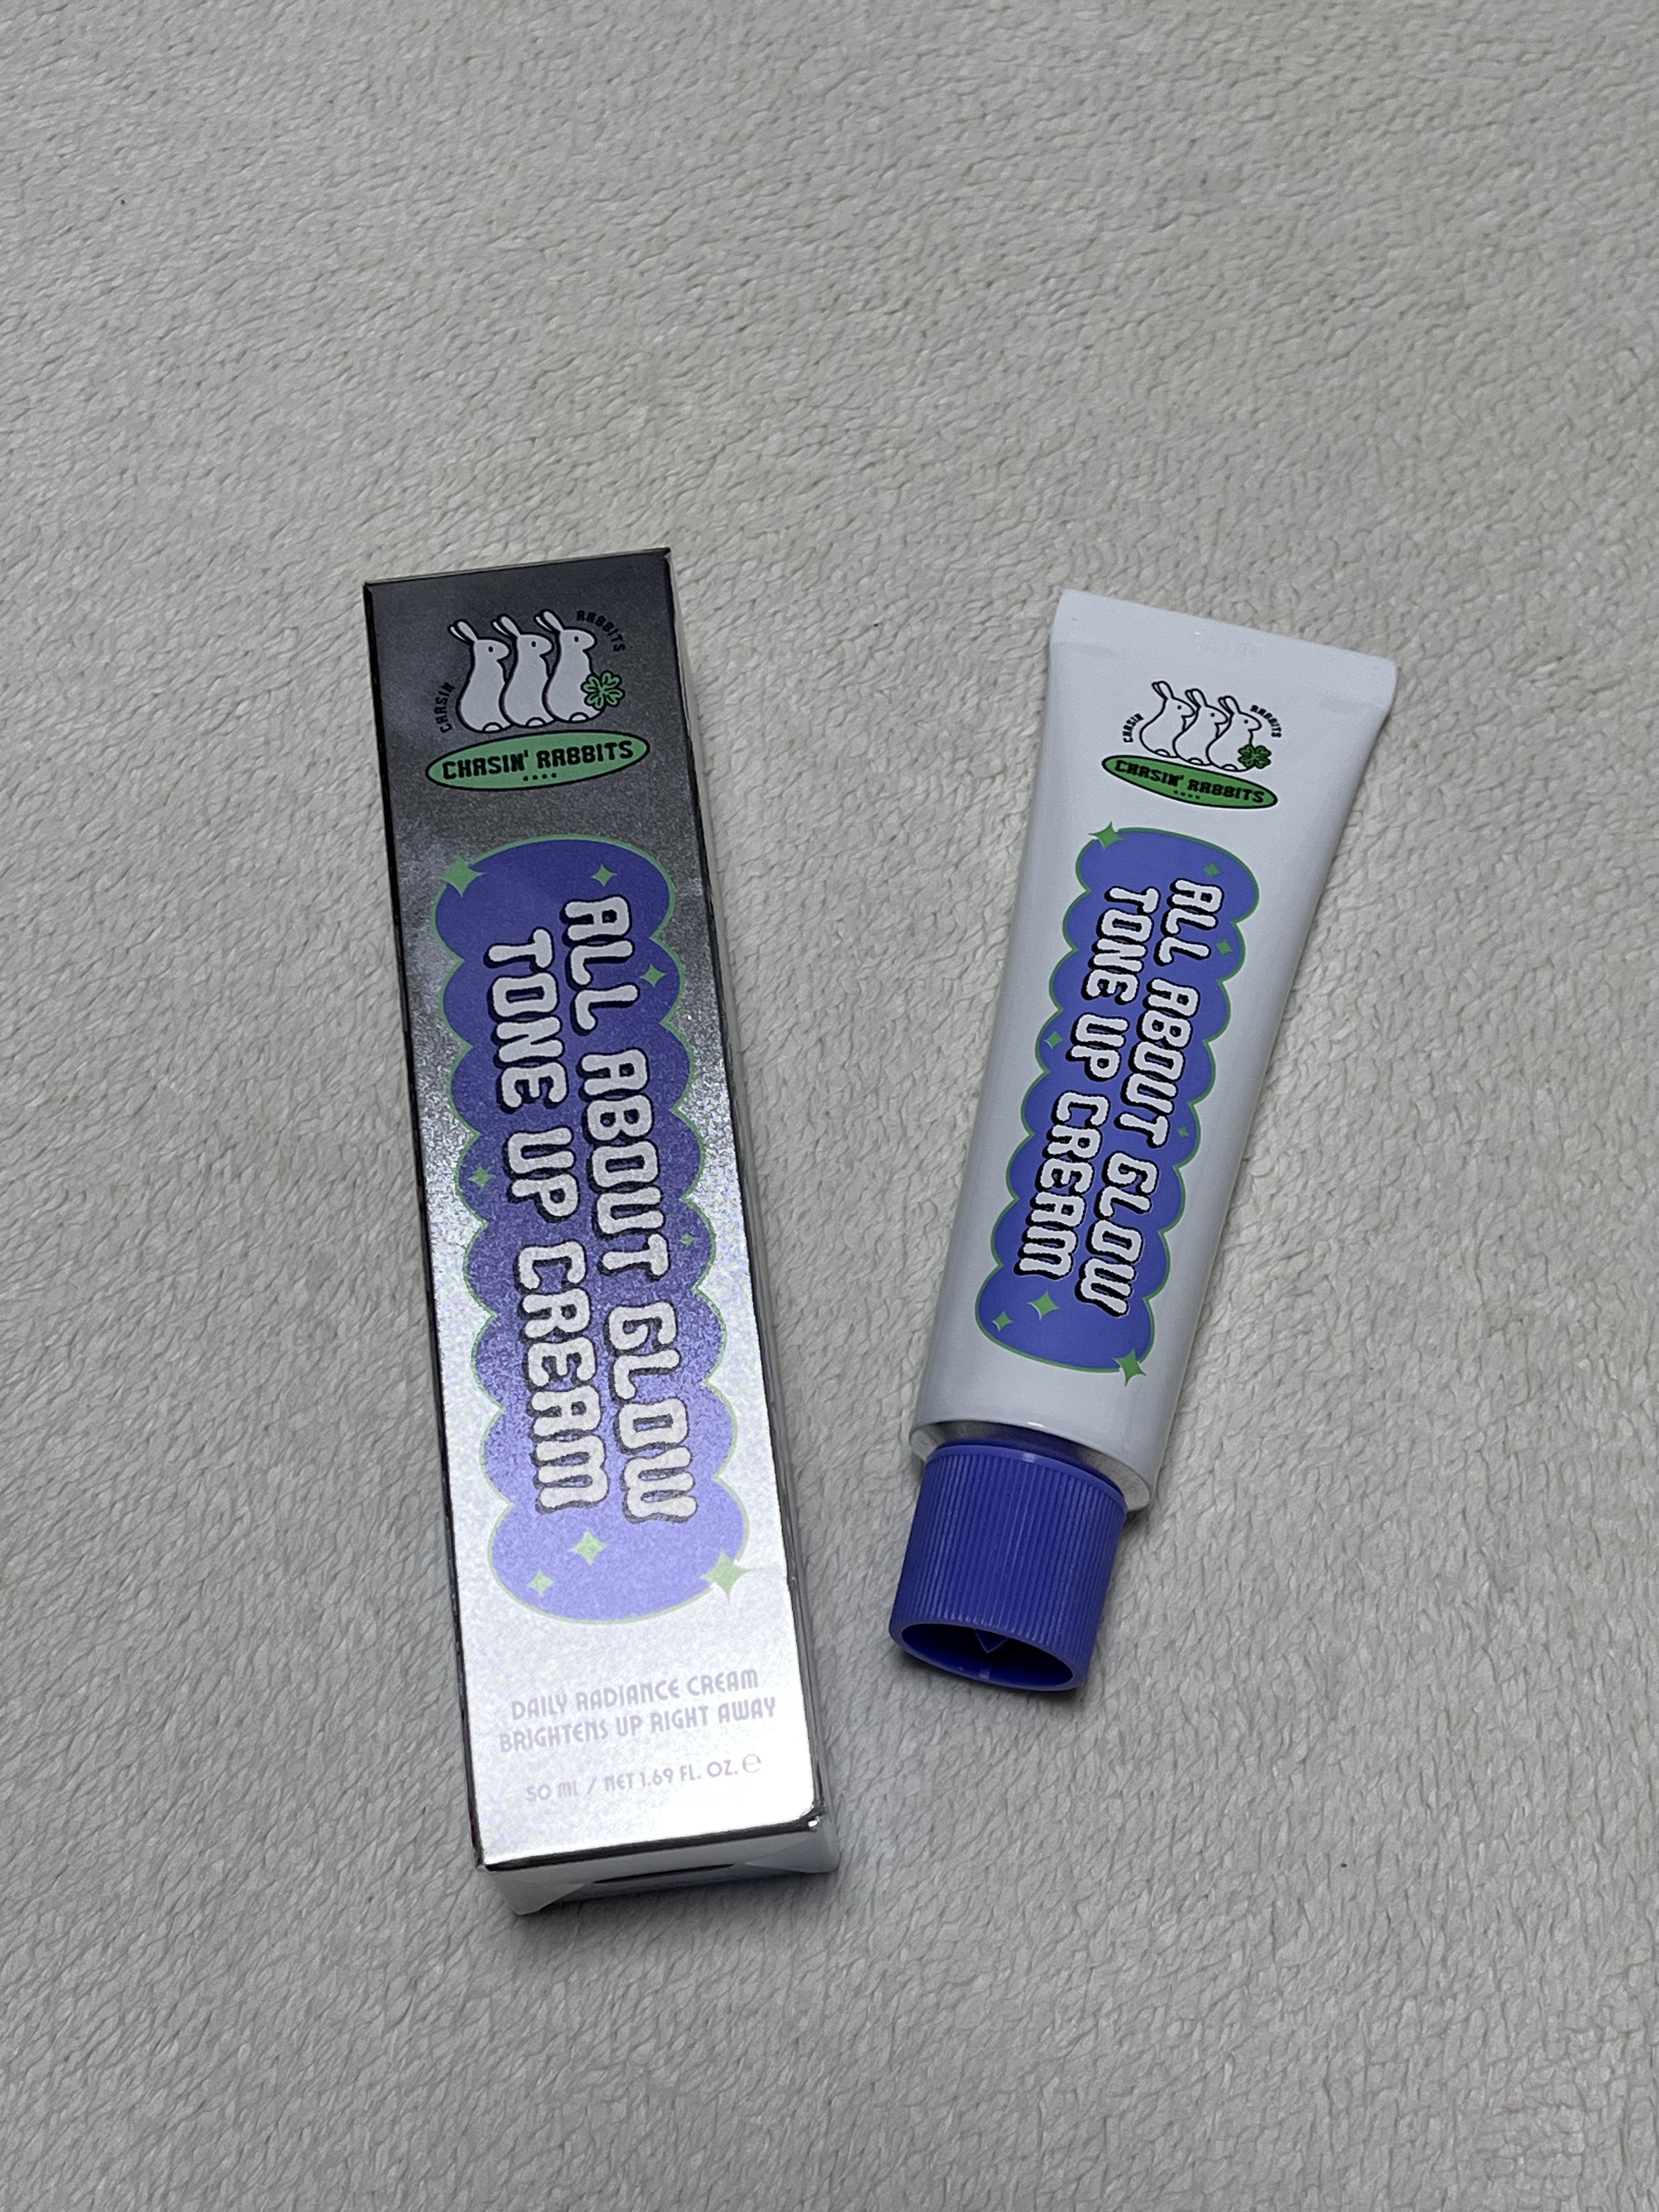 CHASIN RABBITS
CHASIN' RABBITS
ALL ABOUT GLOW
TONE UP CREAM
DAILY RADIANCE CREAM
BRIGHTENS UP RIGHT AWAY
50 ML / NET 1.69 FL. OZ. ℮
CHASIN RABBITS
CHASIN' RABBITS
ALL ABOUT GLOW
TONE UP CREAM